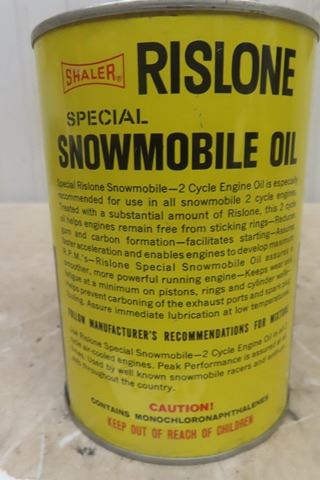 SHALER®
RISLONE
SPECIAL
SNOWMOBILE OIL
Special Rislone Snowmobile—2 Cycle Engine Oil is especially
recommended for use in all snowmobile 2 cycle engines.
Treated with a substantial amount of Rislone, this 2 cycle
oil helps engines remain free from sticking rings—Reduces
gum and carbon formation—facilitates starting—Assures
faster acceleration and enables engines to develop maximum
R.P.M.'s—Rislone Special Snowmobile Oil assures a
smoother, more powerful running engine—Keeps wear and
at a minimum on pistons, rings and cylinder walls—
Helps prevent carboning of the exhaust ports and spark plug
Assure immediate lubrication at low temperatures.
FOLLOW MANUFACTURER'S RECOMMENDATIONS FOR MIXTURE
Use Rislone Special Snowmobile—2 Cycle Engine Oil in all 2
cycle air-cooled engines. Peak Performance is assured at all
times. Used by well known snowmobile racers and
throughout the country.
CAUTION!
CONTAINS MONOCHLORONAPHTHALENES
KEEP OUT OF REACH OF CHILDREN